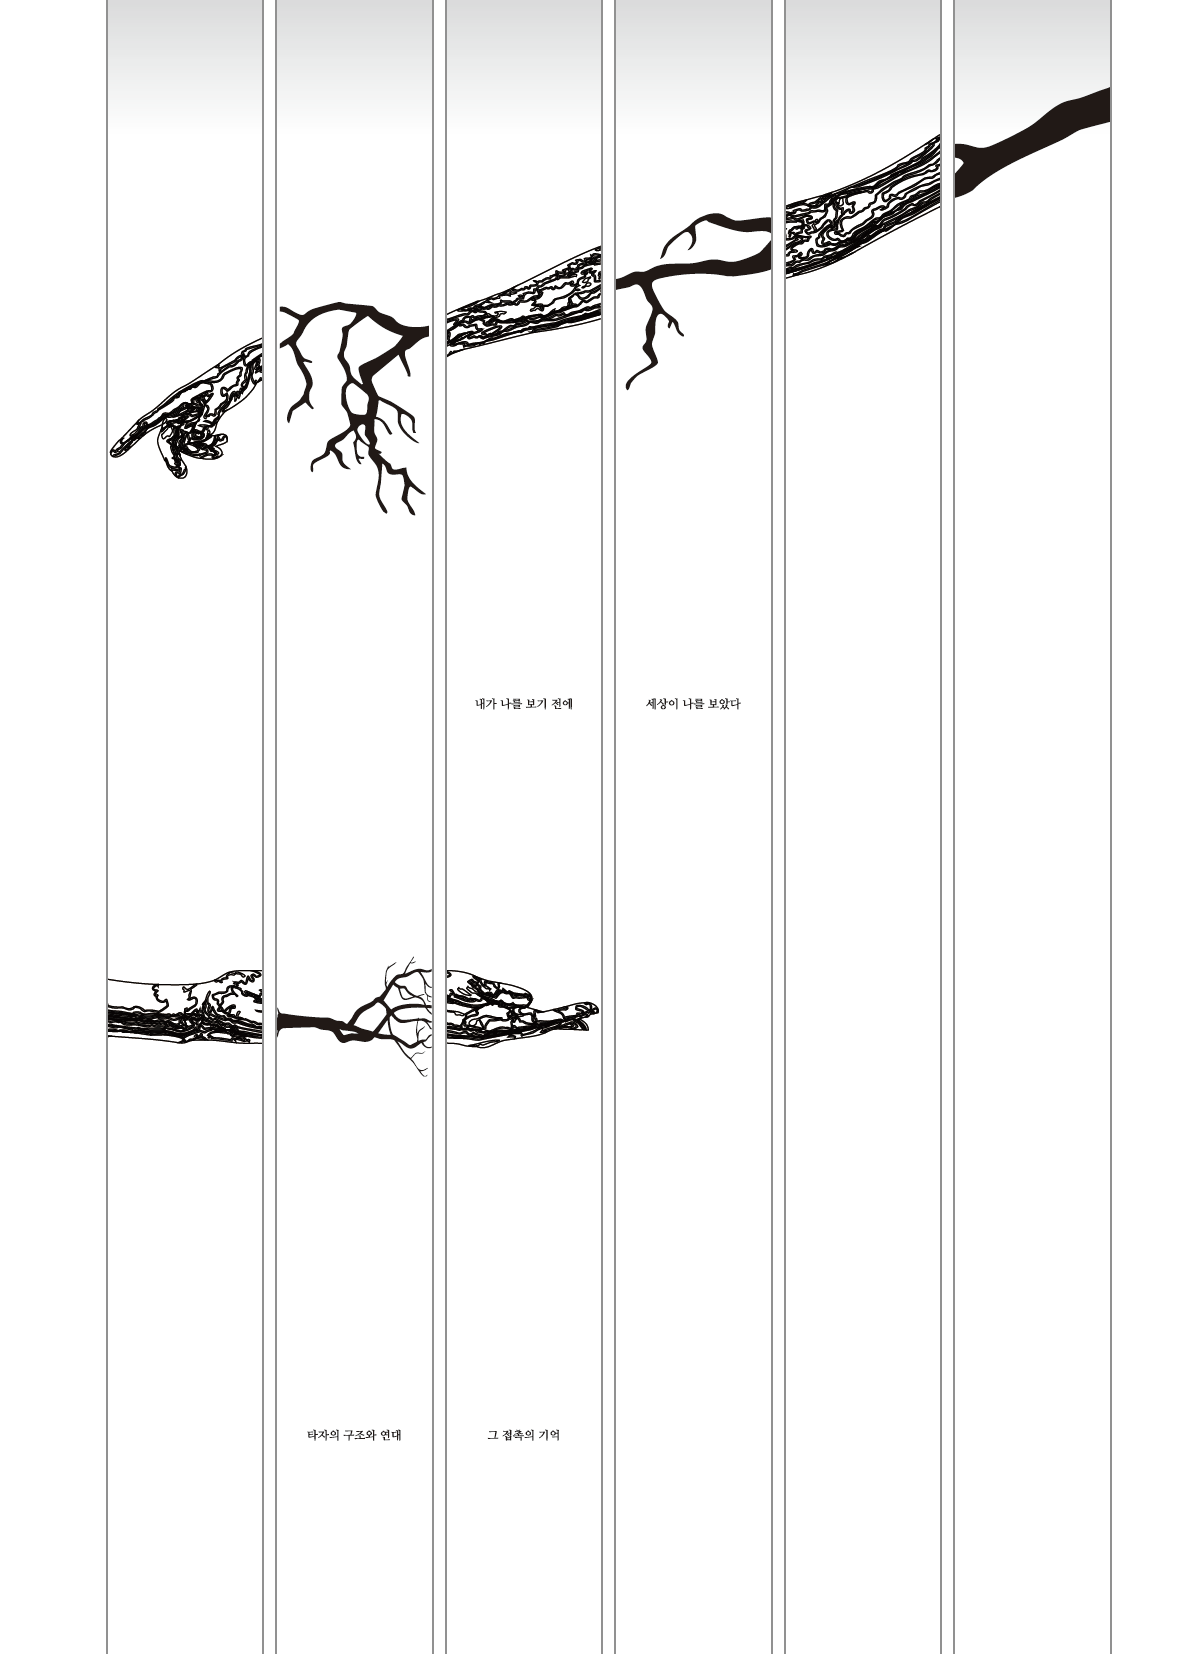 내가 나를 보기 전에
세상이 나를 보았다
타자의 구조와 연대
그 접촉의 기억